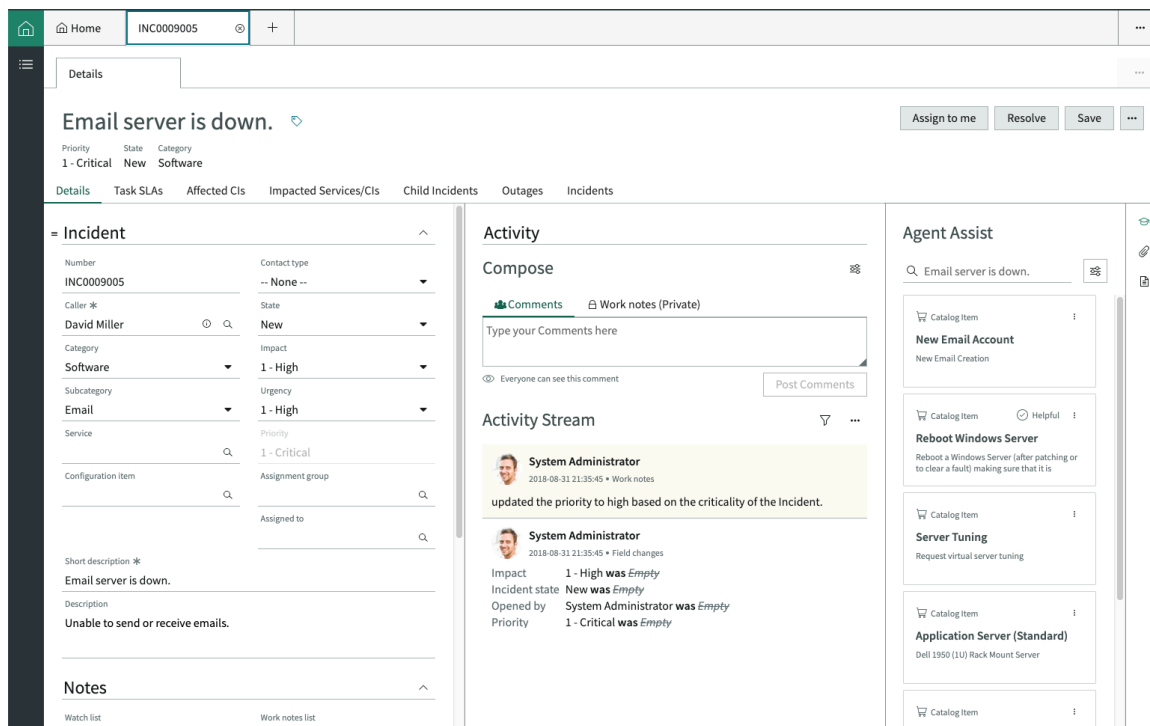 Home
INC0009005
Details
Email server is down.
Assign to me
Resolve
Save
Priority State Category
1 - Critical New Software
Details Task SLAs Affected CIs Impacted Services/CIs Child Incidents Outages Incidents
Incident
Number
INC0009005
Contact type
-- None --
Caller
David Miller
State
New
Category
Software
Impact
1 - High
Subcategory
Email
Urgency
1 - High
Service
Priority
1 - Critical
Configuration item
Assignment group
Assigned to
Short description
Email server is down.
Description
Unable to send or receive emails.
Notes
Watch list
Work notes list
Activity
Compose
Comments
Work notes (Private)
Type your Comments here
Everyone can see this comment
Post Comments
Activity Stream
System Administrator
2018-08-31 21:35:45 • Work notes
updated the priority to high based on the criticality of the Incident.
System Administrator
2018-08-31 21:35:45 • Field changes
Impact 1 - High was Empty
Incident state New was Empty
Opened by System Administrator was Empty
Priority 1 - Critical was Empty
Agent Assist
Email server is down.
Catalog Item
New Email Account
New Email Creation
Catalog Item
Helpful
Reboot Windows Server
Reboot a Windows Server (after patching or
to clear a fault) making sure that it is
Catalog Item
Server Tuning
Request virtual server tuning
Catalog Item
Application Server (Standard)
Dell 1950 (1U) Rack Mount Server
Catalog Item